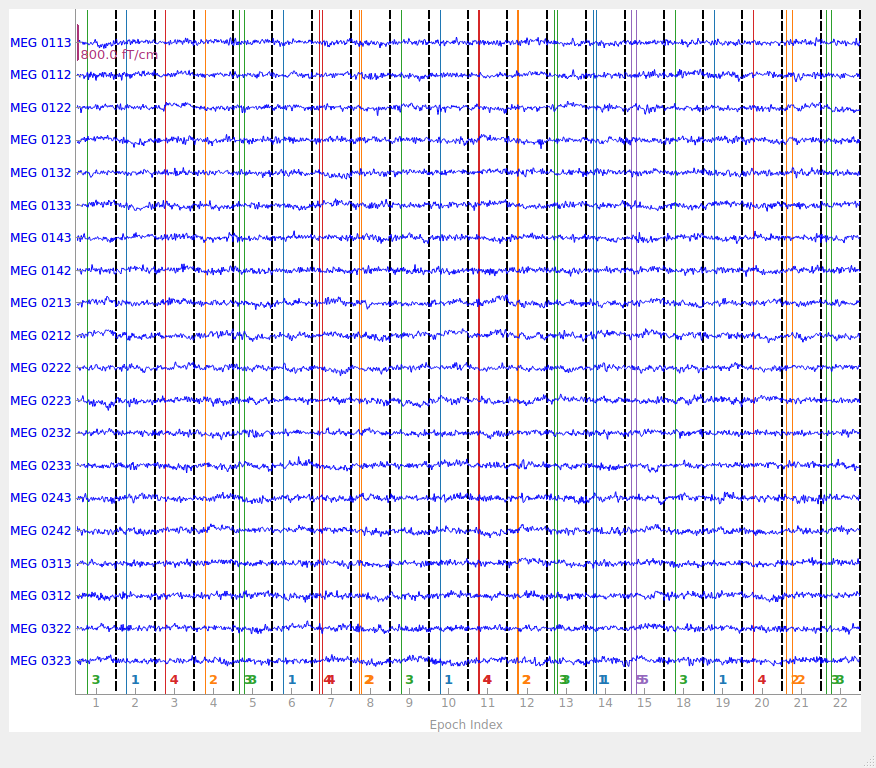 MEG 0113
800.0 fT/cm
MEG 0112
MEG 0122
MEG 0123
MEG 0132
MEG 0133
MEG 0143
MEG 0142
MEG 0213
MEG 0212
MEG 0222
MEG 0223
MEG 0232
MEG 0233
MEG 0243
MEG 0242
MEG 0313
MEG 0312
MEG 0322
MEG 0323
3 1 4 2 33 1 44 22 3 1 44 22 33 11 55 3 1 4 22 33
1 2 3 4 5 6 7 8 9 10 11 12 13 14 15 18 19 20 21 22
Epoch Index